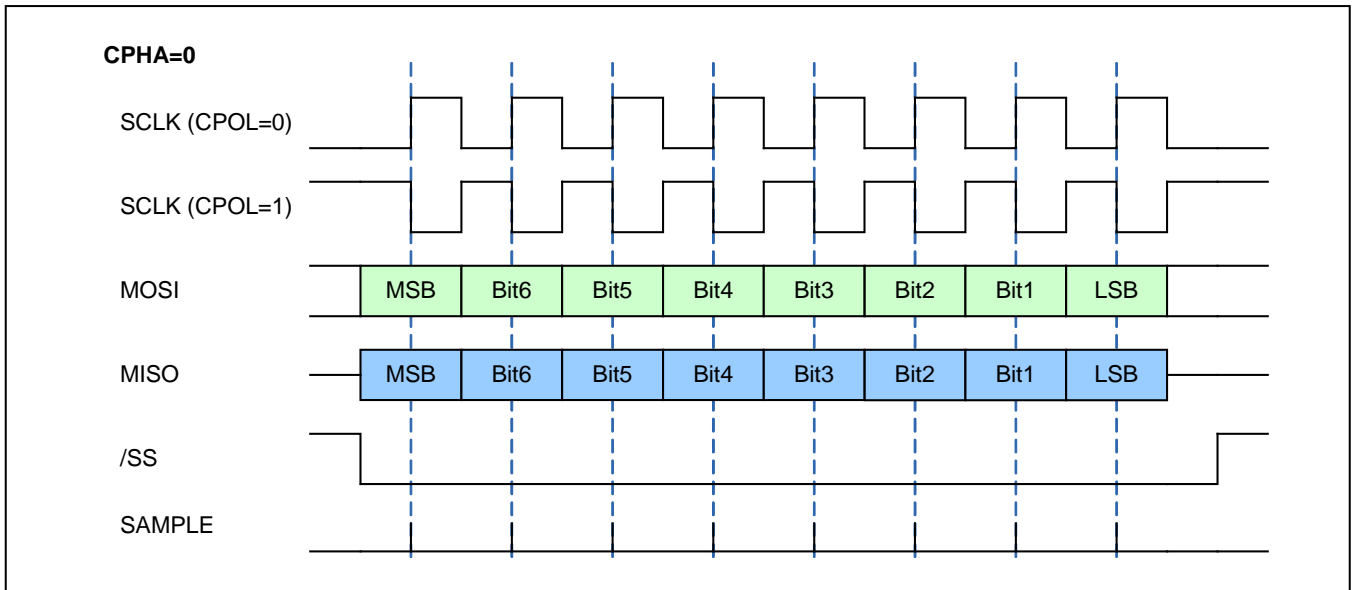 CPHA=0
SCLK (CPOL=0)
SCLK (CPOL=1)
MOSI MSB Bit6 Bit5 Bit4 Bit3 Bit2 Bit1 LSB
MISO MSB Bit6 Bit5 Bit4 Bit3 Bit2 Bit1 LSB
/SS
SAMPLE